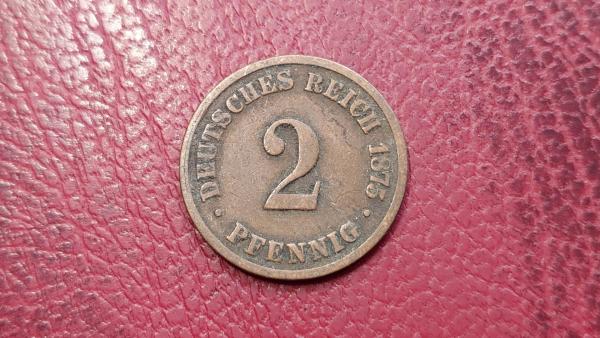 DEUTSCHES REICH 1875
2
• PFENNIG •